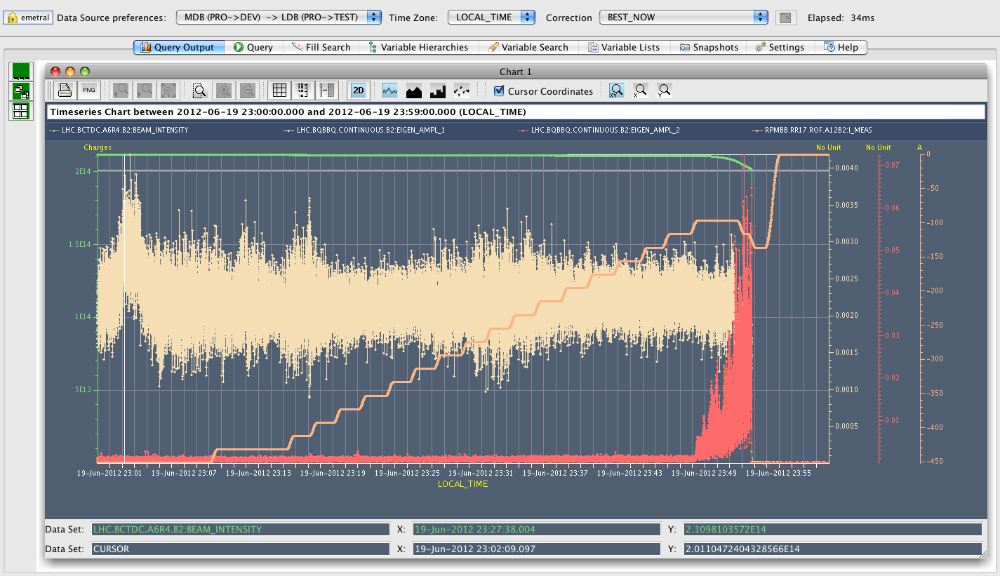 emetral Data Source preferences: MDB (PRO->DEV) -> LDB (PRO->TEST) Time Zone: LOCAL_TIME Correction BEST_NOW Elapsed: 34ms
Query Output Query Fill Search Variable Hierarchies Variable Search Variable Lists Snapshots Settings Help
Chart 1
PNG 2D Cursor Coordinates XY X Y
Timeseries Chart between 2012-06-19 23:00:00.000 and 2012-06-19 23:59:00.000 (LOCAL_TIME)
LHC.BCTDC.A6R4.B2:BEAM_INTENSITY LHC.BQBBQ.CONTINUOUS.B2:EIGEN_AMPL_1 LHC.BQBBQ.CONTINUOUS.B2:EIGEN_AMPL_2 RPMBB.RR17.ROF.A12B2:I_MEAS
Charges No Unit No Unit A
2E14
1.5E14
1E14
5E13
0.0040
0.0035
0.0030
0.0025
0.0020
0.0015
0.0010
0.0005
0.07
0.06
0.05
0.04
0.03
0.02
0.01
0
-50
-100
-150
-200
-250
-300
-350
-400
-450
19-Jun-2012 23:01 19-Jun-2012 23:07 19-Jun-2012 23:13 19-Jun-2012 23:19 19-Jun-2012 23:25 19-Jun-2012 23:31 19-Jun-2012 23:37 19-Jun-2012 23:43 19-Jun-2012 23:49 19-Jun-2012 23:55
LOCAL_TIME
Data Set: LHC.BCTDC.A6R4.B2:BEAM_INTENSITY X: 19-Jun-2012 23:27:38.004 Y: 2.1098103572E14
Data Set: CURSOR X: 19-Jun-2012 23:02:09.097 Y: 2.0110472404328566E14